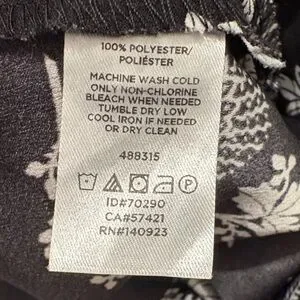 100% POLYESTER/
POLIÉSTER
MACHINE WASH COLD
ONLY NON-CHLORINE
BLEACH WHEN NEEDED
TUMBLE DRY LOW
COOL IRON IF NEEDED
OR DRY CLEAN
488315
P
ID#70290
CA#57421
RN#140923